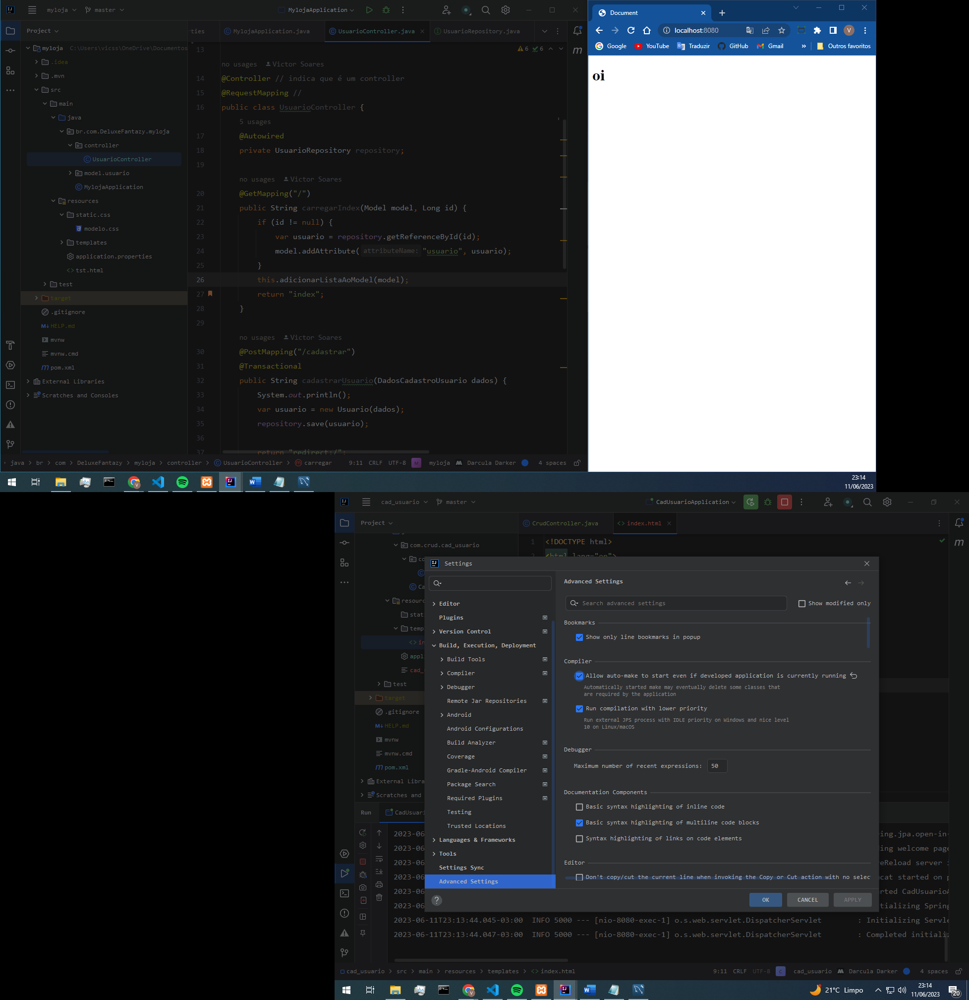 myloja
master
MylojaApplication
Project
myloja C:\Users\vicss\OneDrive\Documentos
.idea
.mvn
src
main
java
br.com.DeluxeFantazy.myloja
controller
UsuarioController
model.usuario
MylojaApplication
resources
static.css
modelo.css
templates
application.properties
tst.html
test
target
.gitignore
HELP.md
mvnw
mvnw.cmd
pom.xml
External Libraries
Scratches and Consoles
MylojaApplication.java
UsuarioController.java
UsuarioRepository.java
6 6
13
no usages Victor Soares
14 @Controller // indica que é um controller
15 @RequestMapping //
16 public class UsuarioController {
5 usages
17 @Autowired
18 private UsuarioRepository repository;
19
no usages Victor Soares
20 @GetMapping("/")
21 public String carregarIndex(Model model, Long id) {
22 if (id != null) {
23 var usuario = repository.getReferenceById(id);
24 model.addAttribute( attributeName: "usuario", usuario);
25 }
26 this.adicionarListaAoModel(model);
27 return "index";
28 }
29
no usages Victor Soares
30 @PostMapping("/cadastrar")
31 @Transactional
32 public String cadastrarUsuario(DadosCadastroUsuario dados) {
33 System.out.println();
34 var usuario = new Usuario(dados);
35 repository.save(usuario);
36
37 return "redirect:/";
java > br > com > DeluxeFantazy > myloja > controller > UsuarioController > carregar
9:11 CRLF UTF-8 myloja Darcula Darker 4 spaces
Document
localhost:8080
Google YouTube Traduzir GitHub Gmail » Outros favoritos
oi
23:14
11/06/2023
cad_usuario
master
CadUsuarioApplication
Project
com.crud.cad_usuario
test
target
.gitignore
HELP.md
mvnw
mvnw.cmd
pom.xml
External Libra
Scratches and
CrudController.java
index.html
1 <!DOCTYPE html>
2 <html lang="en">
Settings
Editor
Plugins
Version Control
Build, Execution, Deployment
Build Tools
Compiler
Debugger
Remote Jar Repositories
Android
Android Configurations
Build Analyzer
Coverage
Gradle-Android Compiler
Package Search
Required Plugins
Testing
Trusted Locations
Languages & Frameworks
Tools
Settings Sync
Advanced Settings
Advanced Settings
Search advanced settings
Show modified only
Bookmarks
Show only line bookmarks in popup
Compiler
Allow auto-make to start even if developed application is currently running
Automatically started make may eventually delete some classes that
are required by the application
Run compilation with lower priority
Run external JPS process with IDLE priority on Windows and nice level
10 on Linux/macOS
Debugger
Maximum number of recent expressions: 50
Documentation Components
Basic syntax highlighting of inline code
Basic syntax highlighting of multiline code blocks
Syntax highlighting of links on code elements
Editor
Don't copy/cut the current line when invoking the Copy or Cut action with no selec
? OK CANCEL APPLY
Run CadUsuari
2023-06 ing.jpa.open-in-
2023-06 ing welcome page
2023-06 eReload server i
2023-06 cat started on p
2023-06 rted CadUsuarioA
2023-06 tializing Spring
2023-06-11T23:13:44.045-03:00 INFO 5000 --- [nio-8080-exec-1] o.s.web.servlet.DispatcherServlet : Initializing Servle
2023-06-11T23:13:44.047-03:00 INFO 5000 --- [nio-8080-exec-1] o.s.web.servlet.DispatcherServlet : Completed initializ
cad_usuario > src > main > resources > templates > index.html
9:11 CRLF UTF-8 cad_usuario Darcula Darker 4 spaces
21°C Limpo
23:14
11/06/2023
20